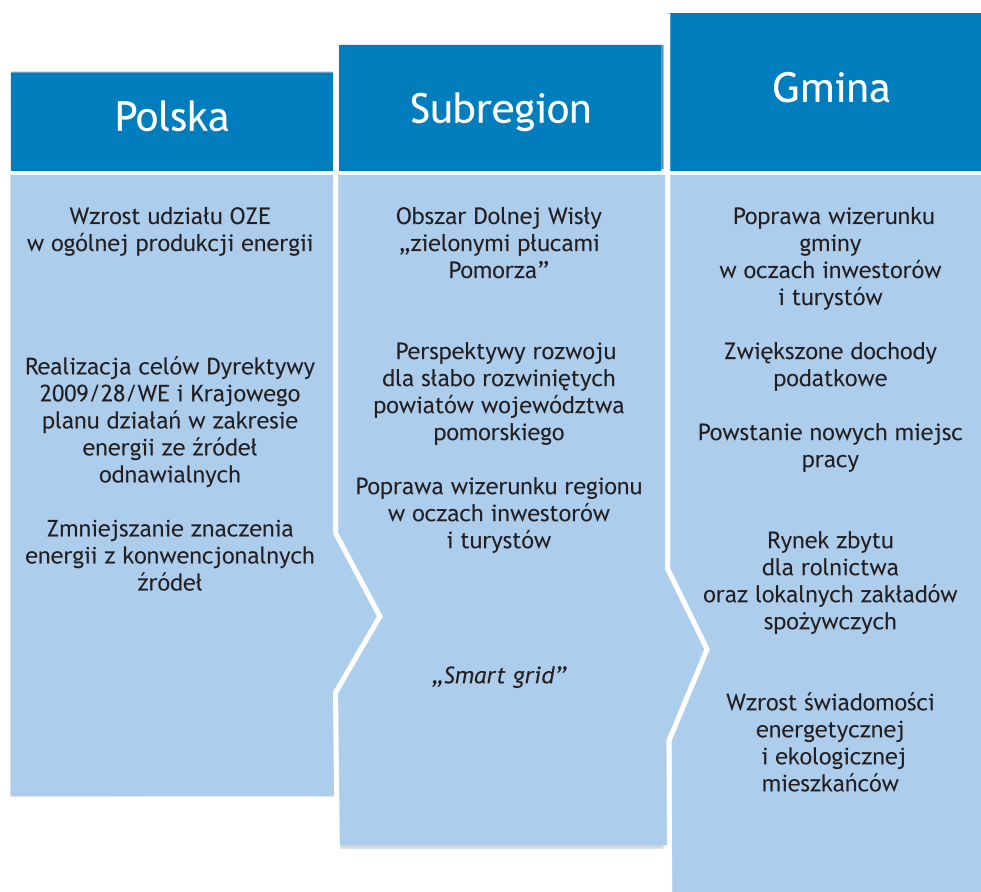 Polska
Wzrost udziału OZE
w ogólnej produkcji energii
Realizacja celów Dyrektywy
2009/28/WE i Krajowego
planu działań w zakresie
energii ze źródeł
odnawialnych
Zmniejszanie znaczenia
energii z konwencjonalnych
źródeł
Subregion
Obszar Dolnej Wisły
„zielonymi płucami
Pomorza”
Perspektywy rozwoju
dla słabo rozwiniętych
powiatów województwa
pomorskiego
Poprawa wizerunku regionu
w oczach inwestorów
i turystów
„Smart grid”
Gmina
Poprawa wizerunku
gminy
w oczach inwestorów
i turystów
Zwiększone dochody
podatkowe
Powstanie nowych miejsc
pracy
Rynek zbytu
dla rolnictwa
oraz lokalnych zakładów
spożywczych
Wzrost świadomości
energetycznej
i ekologicznej
mieszkańców